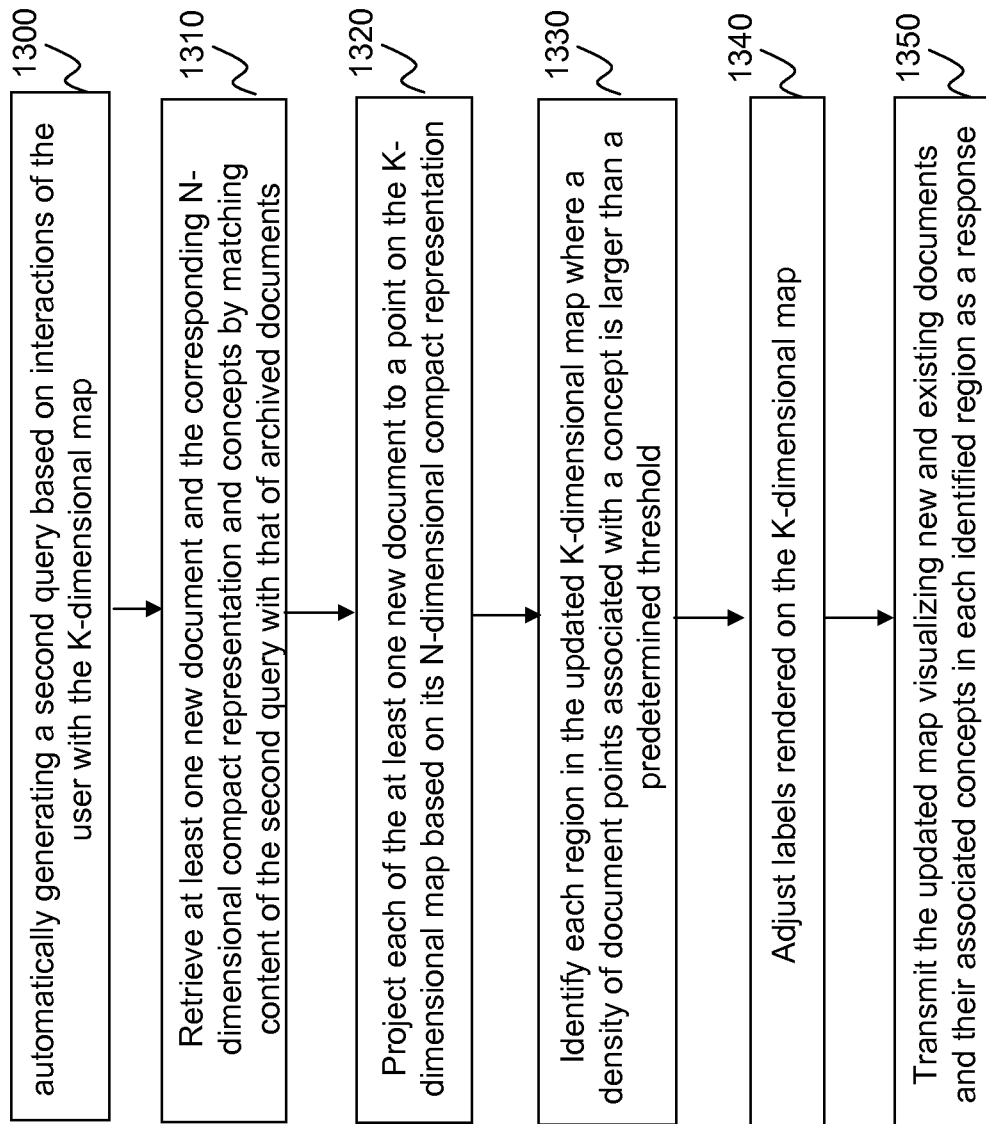 automatically generating a second query based on interactions of the
user with the K-dimensional map
1300
Retrieve at least one new document and the corresponding N-
dimensional compact representation and concepts by matching
content of the second query with that of archived documents
1310
Project each of the at least one new document to a point on the K-
dimensional map based on its N-dimensional compact representation
1320
Identify each region in the updated K-dimensional map where a
density of document points associated with a concept is larger than a
predetermined threshold
1330
Adjust labels rendered on the K-dimensional map
1340
Transmit the updated map visualizing new and existing documents
and their associated concepts in each identified region as a response
1350